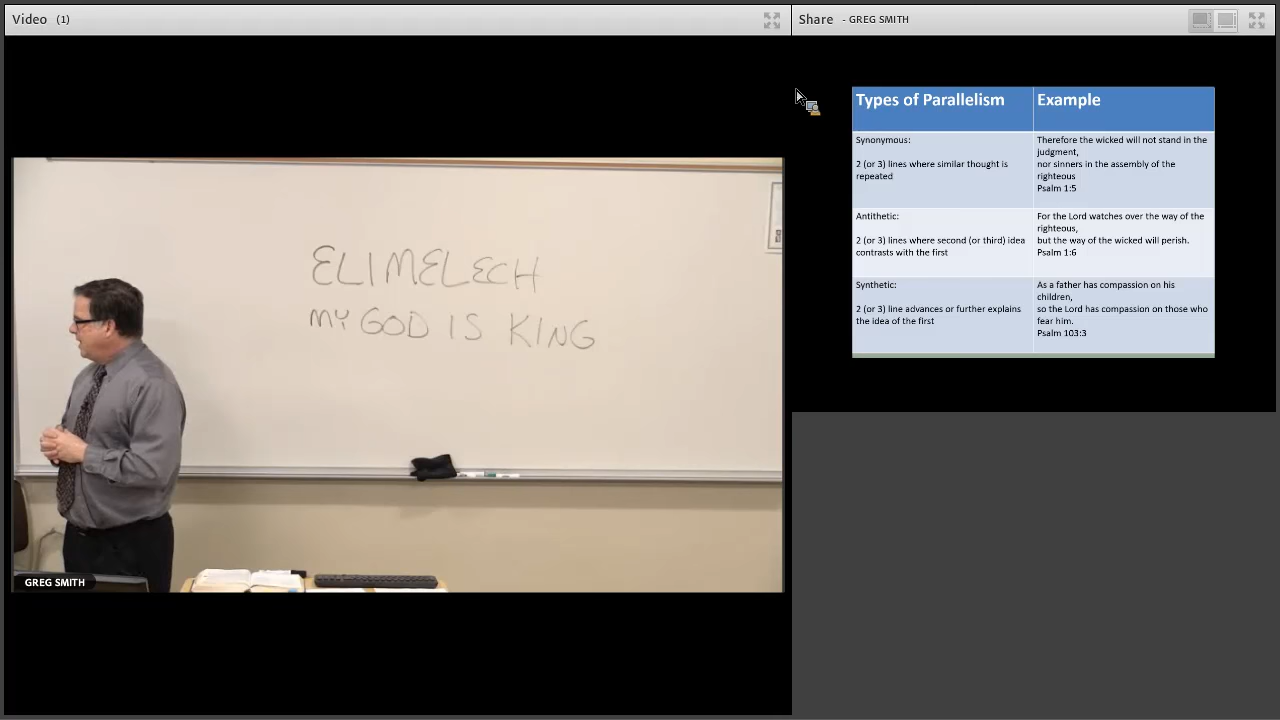 Video (1)
Share - GREG SMITH
ELIMELECH
MY GOD IS KING
GREG SMITH
Types of Parallelism
Example
Synonymous:
2 (or 3) lines where similar thought is
repeated
Therefore the wicked will not stand in the
judgment,
nor sinners in the assembly of the
righteous
Psalm 1:5
Antithetic:
2 (or 3) lines where second (or third) idea
contrasts with the first
For the Lord watches over the way of the
righteous,
but the way of the wicked will perish.
Psalm 1:6
Synthetic:
2 (or 3) line advances or further explains
the idea of the first
As a father has compassion on his
children,
so the Lord has compassion on those who
fear him.
Psalm 103:3